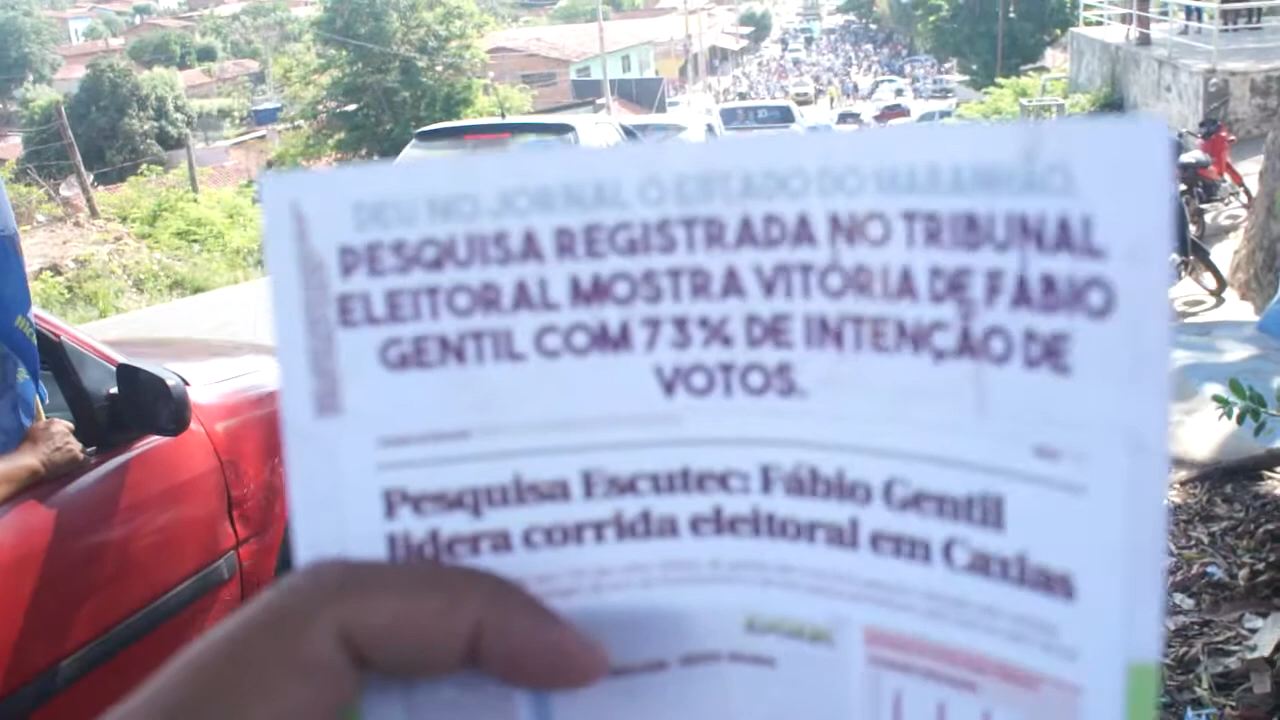 DEU NO JORNAL O ESTADO DO MARANHÃO.
PESQUISA REGISTRADA NO TRIBUNAL
ELEITORAL MOSTRA VITÓRIA DE FÁBIO
GENTIL COM 73% DE INTENÇÃO DE
VOTOS.
Pesquisa Escutec: Fábio Gentil
lidera corrida eleitoral em Caxias